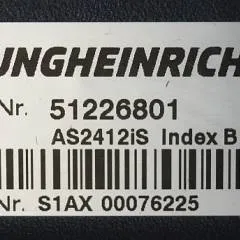 UNGHEINRICH
Nr. 51226801
AS2412iS Index B
Nr. S1AX 00076225